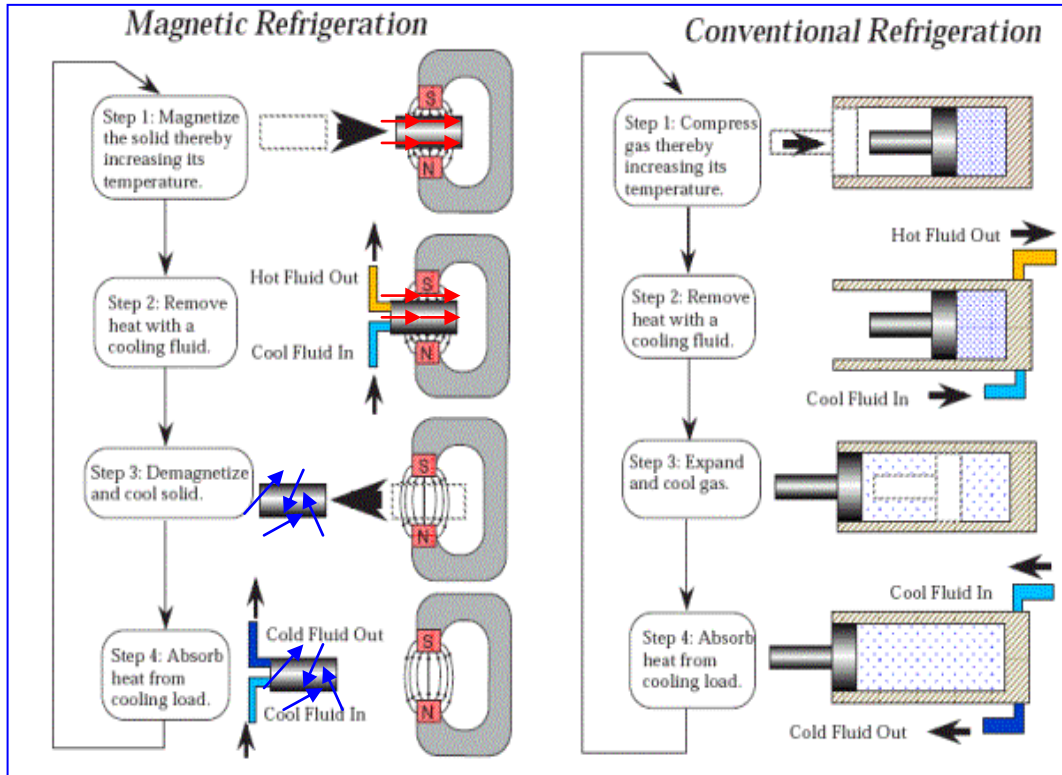 Magnetic Refrigeration
Step 1: Magnetize
the solid thereby
increasing its
temperature.
S
N
Step 2: Remove
heat with a
cooling fluid.
Hot Fluid Out
Cool Fluid In
S
N
Step 3: Demagnetize
and cool solid.
S
N
Step 4: Absorb
heat from
cooling load.
Cold Fluid Out
Cool Fluid In
S
N
Conventional Refrigeration
Step 1: Compress
gas thereby
increasing its
temperature.
Step 2: Remove
heat with a
cooling fluid.
Hot Fluid Out
Cool Fluid In
Step 3: Expand
and cool gas.
Step 4: Absorb
heat from
cooling load.
Cool Fluid In
Cold Fluid Out